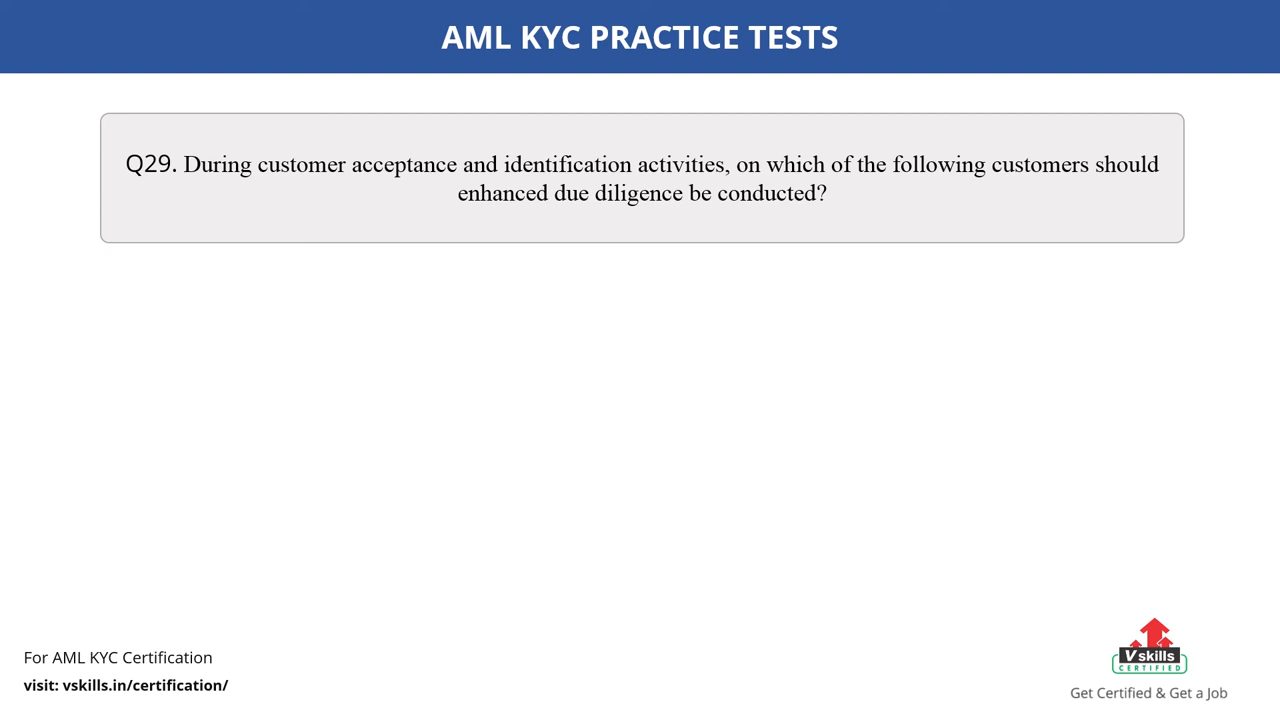 AML KYC PRACTICE TESTS
Q29. During customer acceptance and identification activities, on which of the following customers should
enhanced due diligence be conducted?
For AML KYC Certification
visit: vskills.in/certification/
Vskills
CERTIFIED
Get Certified & Get a Job